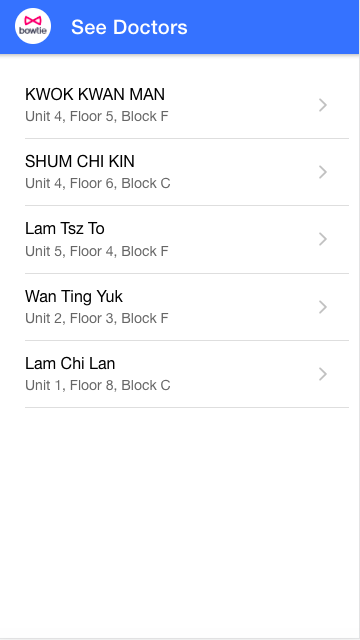 bowtie
See Doctors
KWOK KWAN MAN
Unit 4, Floor 5, Block F
SHUM CHI KIN
Unit 4, Floor 6, Block C
Lam Tsz To
Unit 5, Floor 4, Block F
Wan Ting Yuk
Unit 2, Floor 3, Block F
Lam Chi Lan
Unit 1, Floor 8, Block C